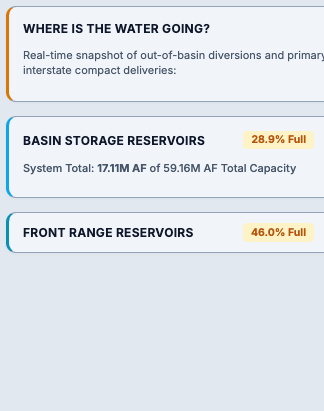 WHERE IS THE WATER GOING?
Real-time snapshot of out-of-basin diversions and primary
interstate compact deliveries:
BASIN STORAGE RESERVOIRS 28.9% Full
System Total: 17.11M AF of 59.16M AF Total Capacity
FRONT RANGE RESERVOIRS 46.0% Full